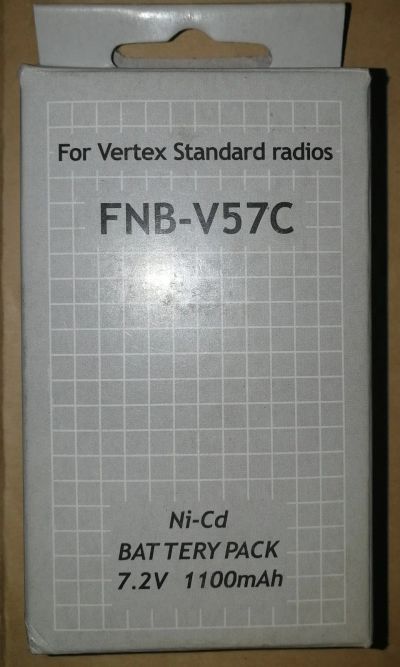 For Vertex Standard radios
FNB-V57C
Ni-Cd
BATTERY PACK
7.2V 1100mAh